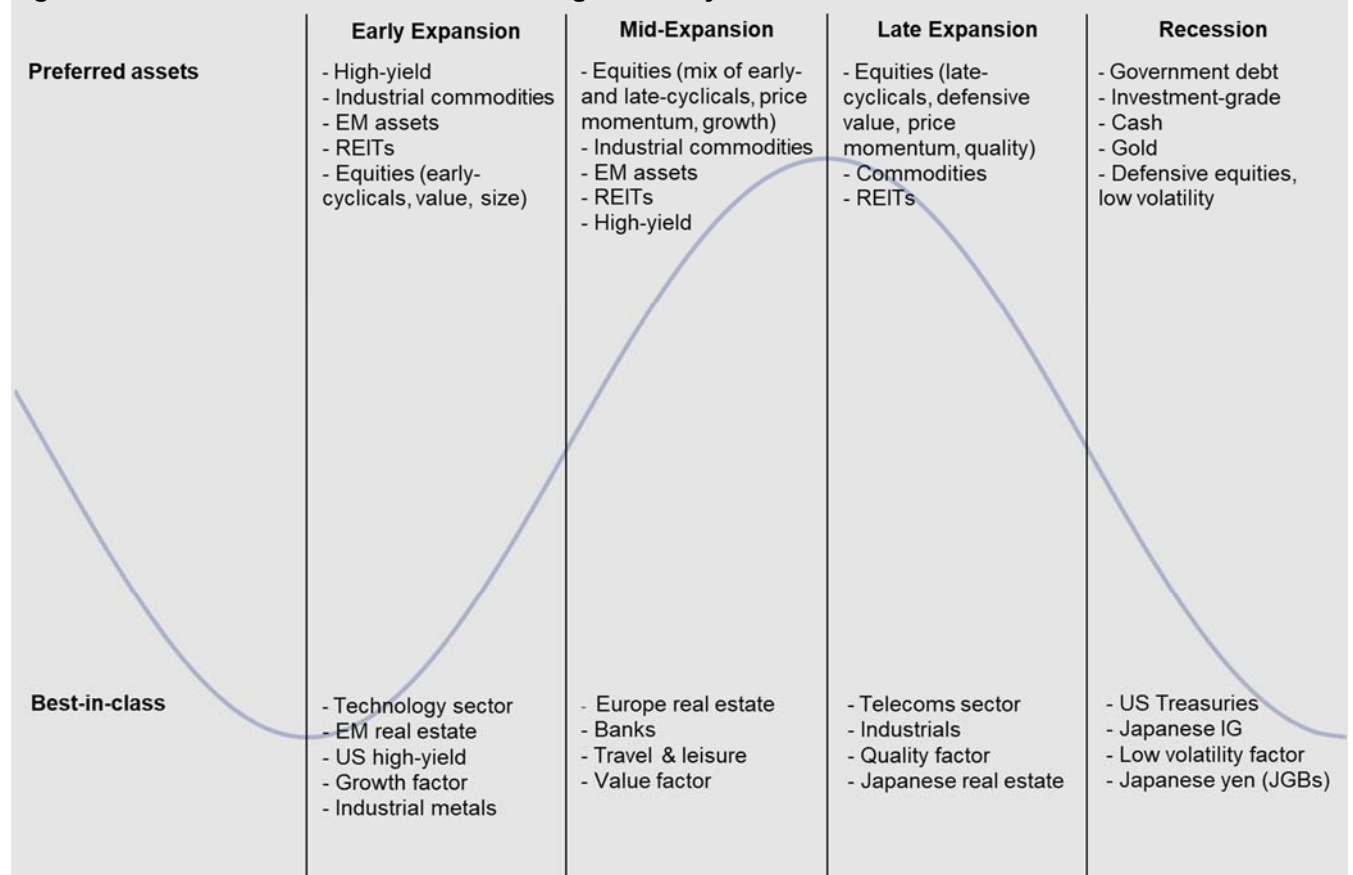 Early Expansion
Mid-Expansion
Late Expansion
Recession
Preferred assets
- High-yield
- Industrial commodities
- EM assets
- REITs
- Equities (early-
cyclicals, value, size)
- Equities (mix of early-
and late-cyclicals, price
momentum, growth)
- Industrial commodities
- EM assets
- REITs
- High-yield
- Equities (late-
cyclicals, defensive
value, price
momentum, quality)
- Commodities
- REITs
- Government debt
- Investment-grade
- Cash
- Gold
- Defensive equities,
low volatility
Best-in-class
- Technology sector
- EM real estate
- US high-yield
- Growth factor
- Industrial metals
- Europe real estate
- Banks
- Travel & leisure
- Value factor
- Telecoms sector
- Industrials
- Quality factor
- Japanese real estate
- US Treasuries
- Japanese IG
- Low volatility factor
- Japanese yen (JGBs)